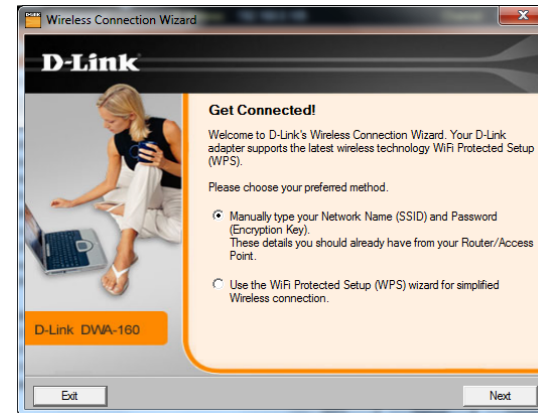 Wireless Connection Wizard
D-Link
Get Connected!
Welcome to D-Link's Wireless Connection Wizard. Your D-Link
adapter supports the latest wireless technology WiFi Protected Setup
(WPS).
Please choose your preferred method.
Manually type your Network Name (SSID) and Password
(Encryption Key).
These details you should already have from your Router/Access
Point.
Use the WiFi Protected Setup (WPS) wizard for simplified
Wireless connection.
D-Link DWA-160
Exit
Next